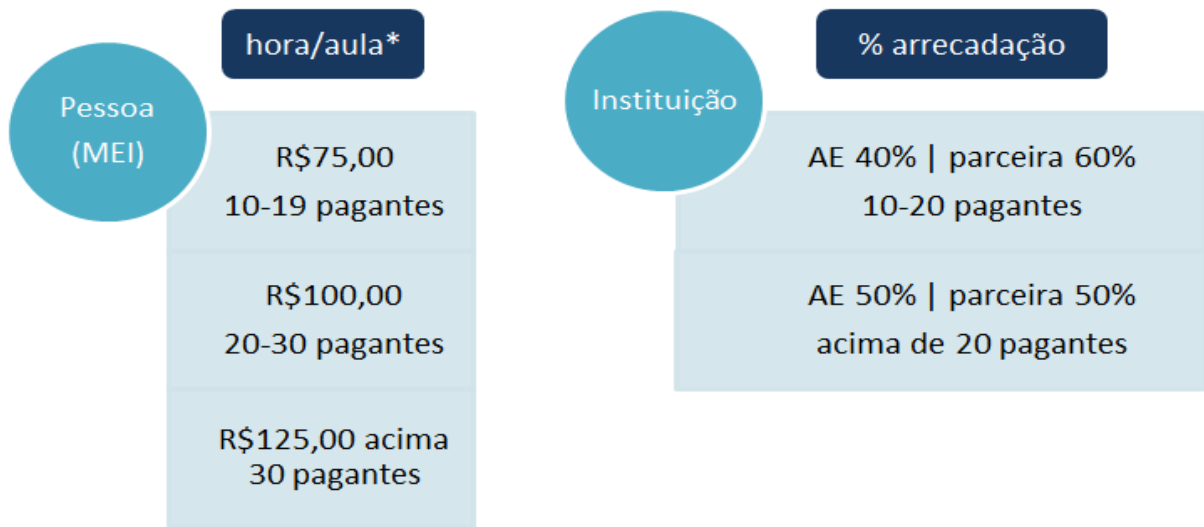 hora/aula*
Pessoa
(MEI)
R$75,00
10-19 pagantes
R$100,00
20-30 pagantes
R$125,00 acima
30 pagantes
% arrecadação
Instituição
AE 40% | parceira 60%
10-20 pagantes
AE 50% | parceira 50%
acima de 20 pagantes